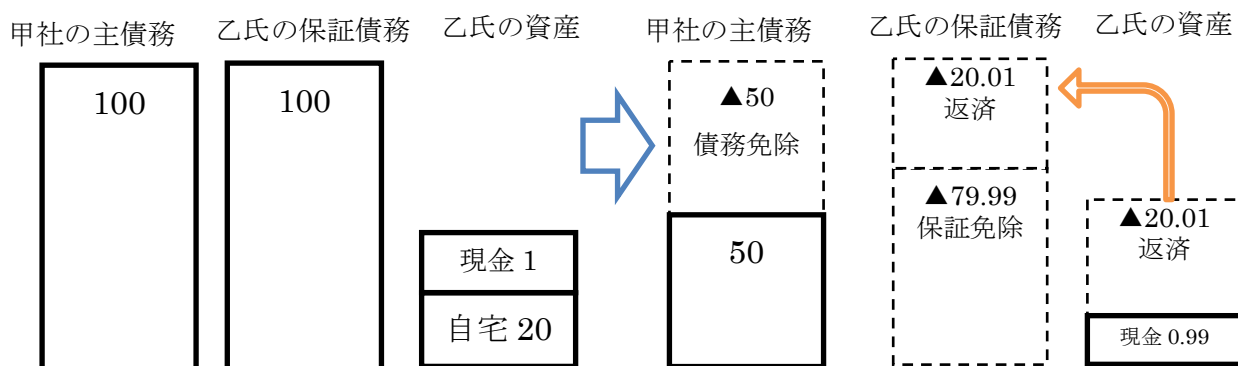 甲社の主債務
乙氏の保証債務
乙氏の資産
100
100
現金 1
自宅 20
甲社の主債務
乙氏の保証債務
乙氏の資産
▲50
債務免除
50
▲20.01
返済
▲79.99
保証免除
▲20.01
返済
現金 0.99